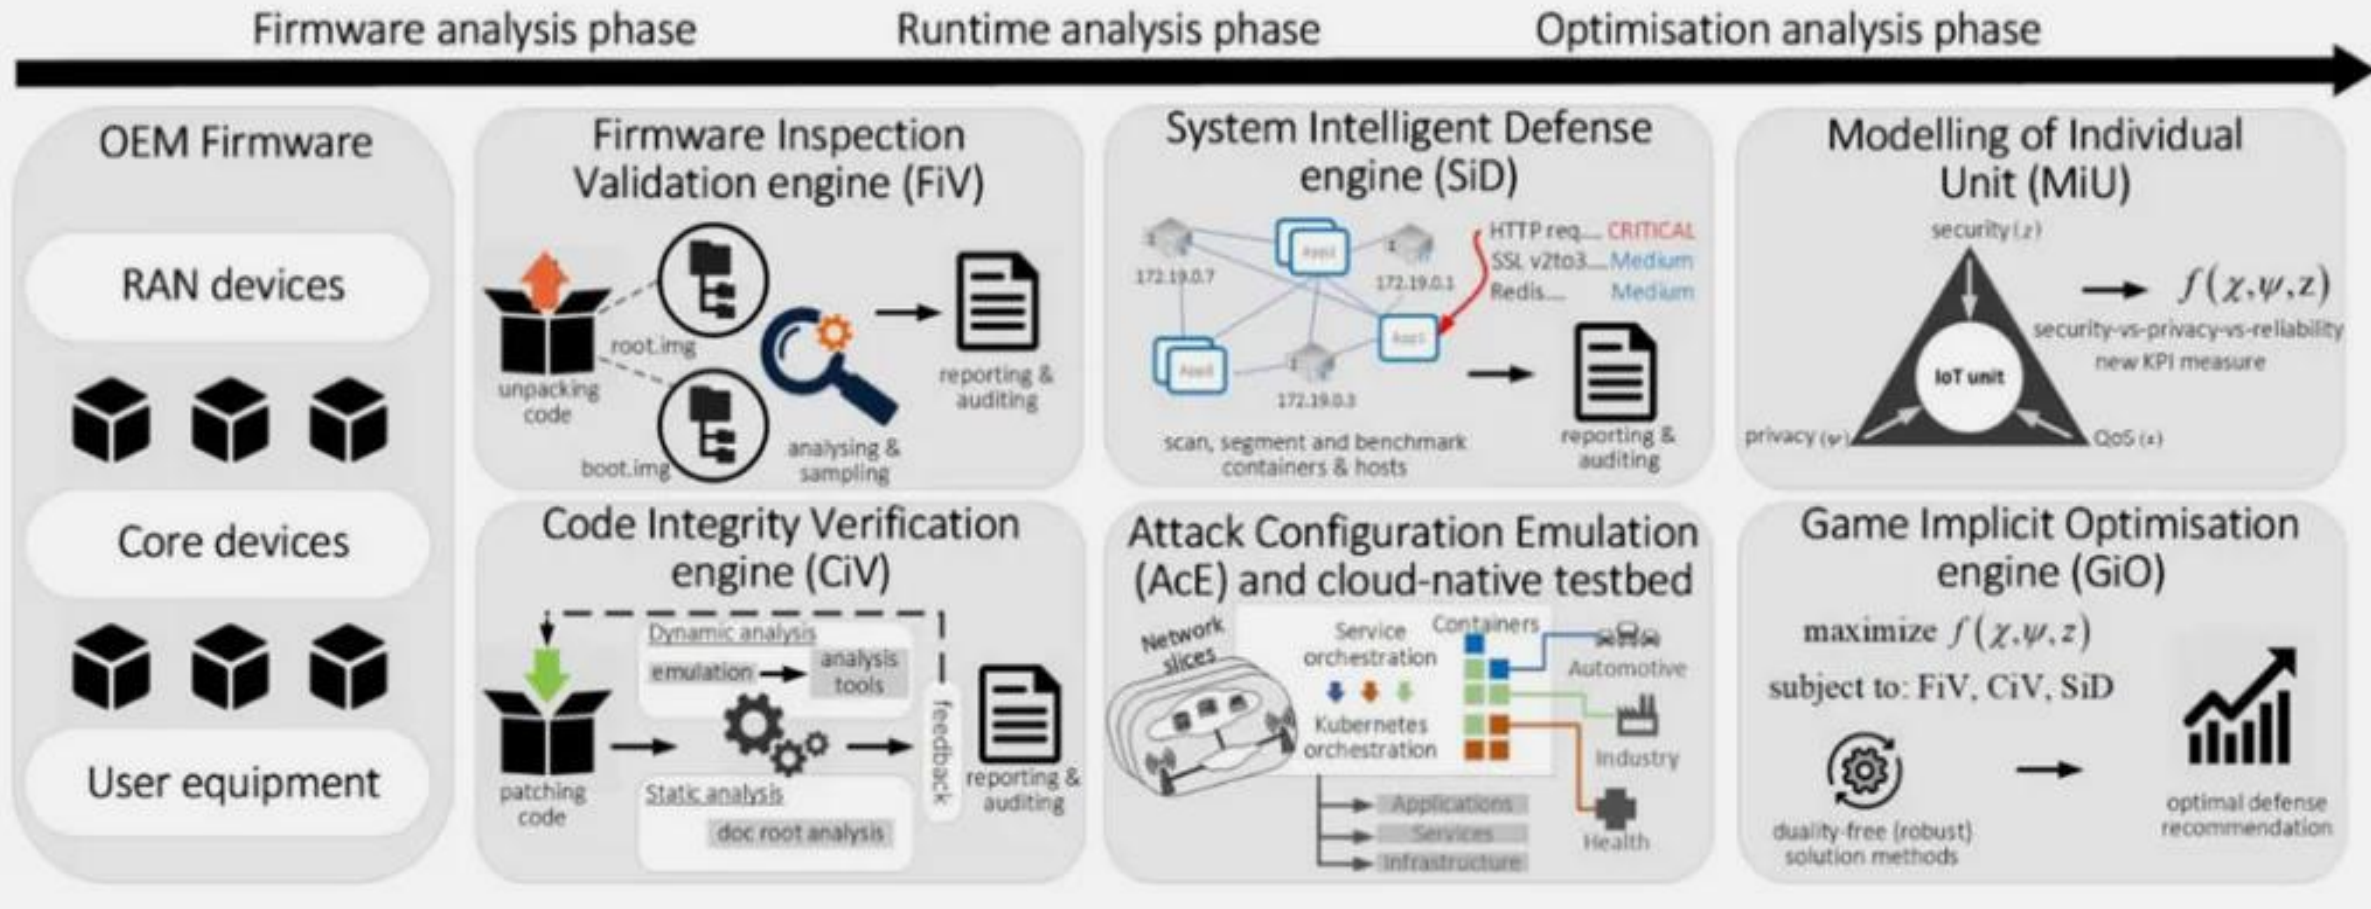 Firmware analysis phase
Runtime analysis phase
Optimisation analysis phase
OEM Firmware
RAN devices
Core devices
User equipment
Firmware Inspection
Validation engine (FiV)
unpacking
code
root.img
boot.img
analysing &
sampling
reporting &
auditing
Code Integrity Verification
engine (CiV)
patching
code
Dynamic analysis
emulation
analysis
tools
Static analysis
doc root analysis
feedback
reporting &
auditing
System Intelligent Defense
engine (SiD)
172.19.0.7
172.19.0.1
172.19.0.3
HTTP req.... CRITICAL
SSL v2to3.... Medium
Redis.... Medium
scan, segment and benchmark
containers & hosts
reporting &
auditing
Attack Configuration Emulation
(AcE) and cloud-native testbed
Network
slices
Service
orchestration
Kubernetes
orchestration
Containers
Automotive
Industry
Health
Applications
Services
Infrastructure
Modelling of Individual
Unit (MiU)
security (z)
IoT unit
privacy (ψ)
QoS
f(χ,ψ,z)
security-vs-privacy-vs-reliability
new KPI measure
Game Implicit Optimisation
engine (GiO)
maximize f(χ,ψ,z)
subject to: FiV, CiV, SiD
duality-free (robust)
solution methods
optimal defense
recommendation